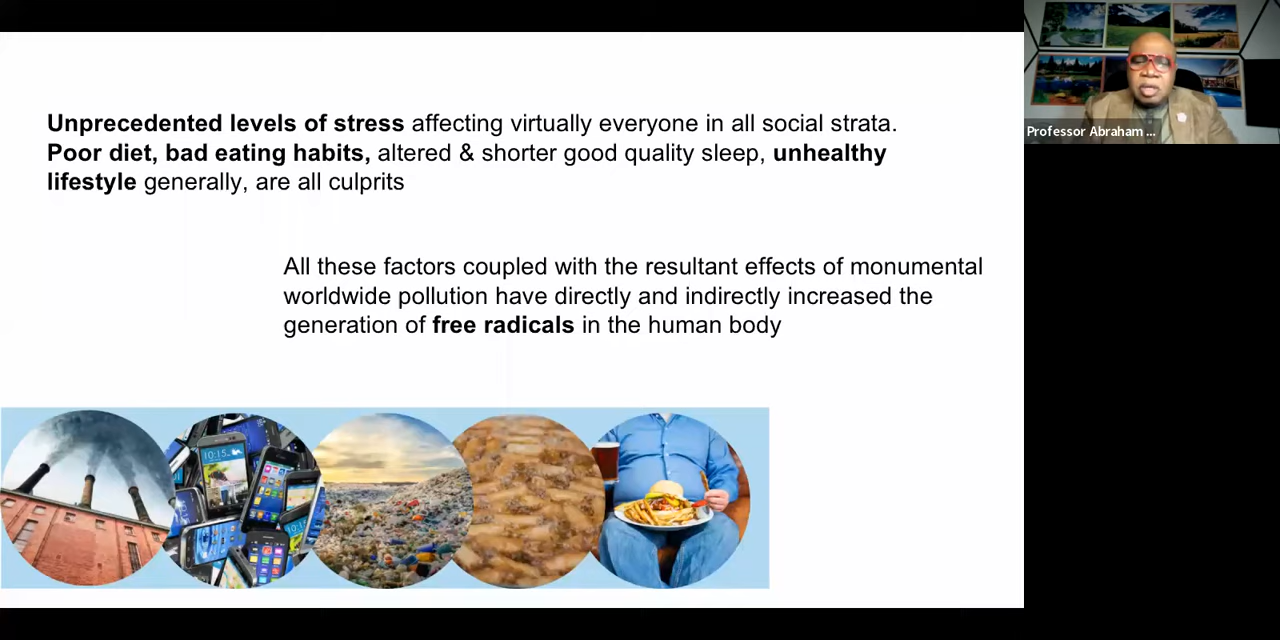 Unprecedented levels of stress affecting virtually everyone in all social strata.
Poor diet, bad eating habits, altered & shorter good quality sleep, unhealthy
lifestyle generally, are all culprits
All these factors coupled with the resultant effects of monumental
worldwide pollution have directly and indirectly increased the
generation of free radicals in the human body
Professor Abraham ...
10:15